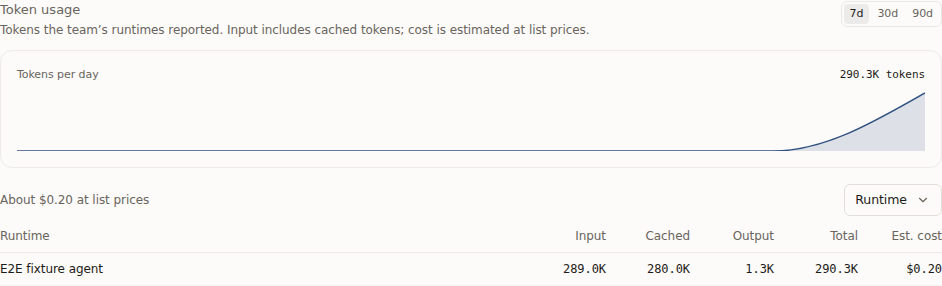 Token usage
7d 30d 90d
Tokens the team’s runtimes reported. Input includes cached tokens; cost is estimated at list prices.
Tokens per day 290.3K tokens
About $0.20 at list prices Runtime
Runtime Input Cached Output Total Est. cost
E2E fixture agent 289.0K 280.0K 1.3K 290.3K $0.20